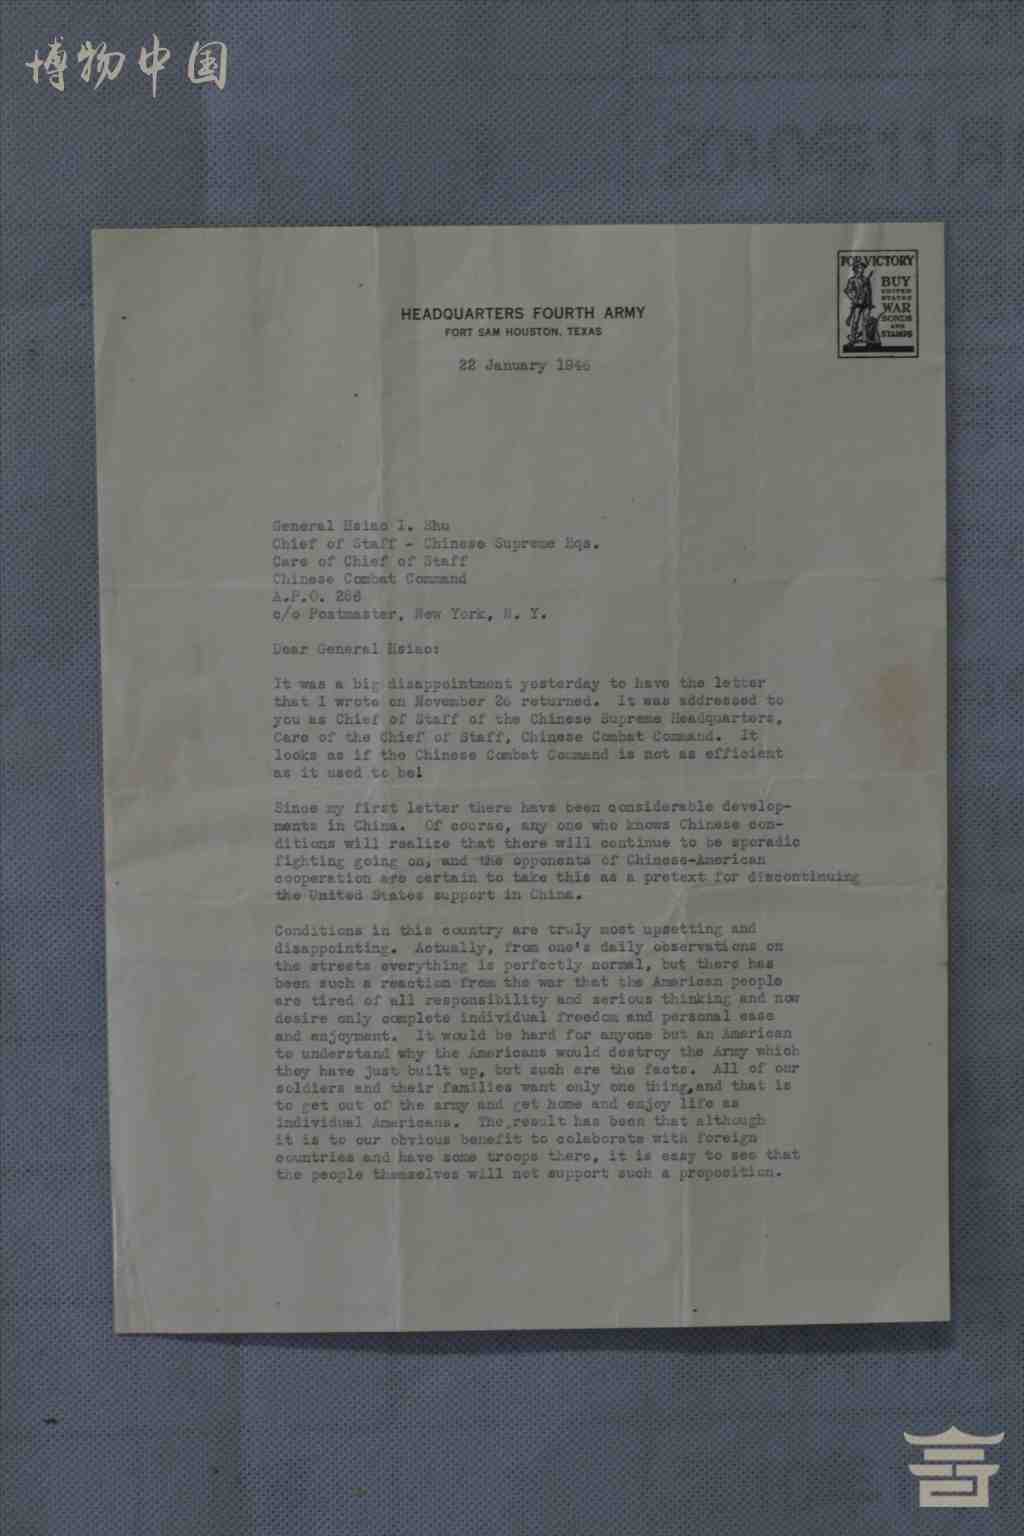 博物中国
FOR VICTORY
BUY
UNITED
STATES
WAR
BONDS
AND
STAMPS
HEADQUARTERS FOURTH ARMY
FORT SAM HOUSTON, TEXAS
22 January 1946
General Hsiao I. Shu
Chief of Staff - Chinese Supreme Hqs.
Care of Chief of Staff
Chinese Combat Command
A.P.O. 286
c/o Postmaster, New York, N. Y.
Dear General Hsiao:
It was a big disappointment yesterday to have the letter
that I wrote on November 26 returned. It was addressed to
you as Chief of Staff of the Chinese Supreme Headquarters,
Care of the Chief of Staff, Chinese Combat Command. It
looks as if the Chinese Combat Command is not as efficient
as it used to be!
Since my first letter there have been considerable develop-
ments in China. Of course, any one who knows Chinese con-
ditions will realize that there will continue to be sporadic
fighting going on, and the opponents of Chinese-American
cooperation are certain to take this as a pretext for discontinuing
the United States support in China.
Conditions in this country are truly most upsetting and
disappointing. Actually, from one's daily observations on
the streets everything is perfectly normal, but there has
been such a reaction from the war that the American people
are tired of all responsibility and serious thinking and now
desire only complete individual freedom and personal ease
and enjoyment. It would be hard for anyone but an American
to understand why the Americans would destroy the Army which
they have just built up, but such are the facts. All of our
soldiers and their families want only one thing,and that is
to get out of the army and get home and enjoy life as
individual Americans. The result has been that although
it is to our obvious benefit to colaborate with foreign
countries and have some troops there, it is easy to see that
the people themselves will not support such a proposition.